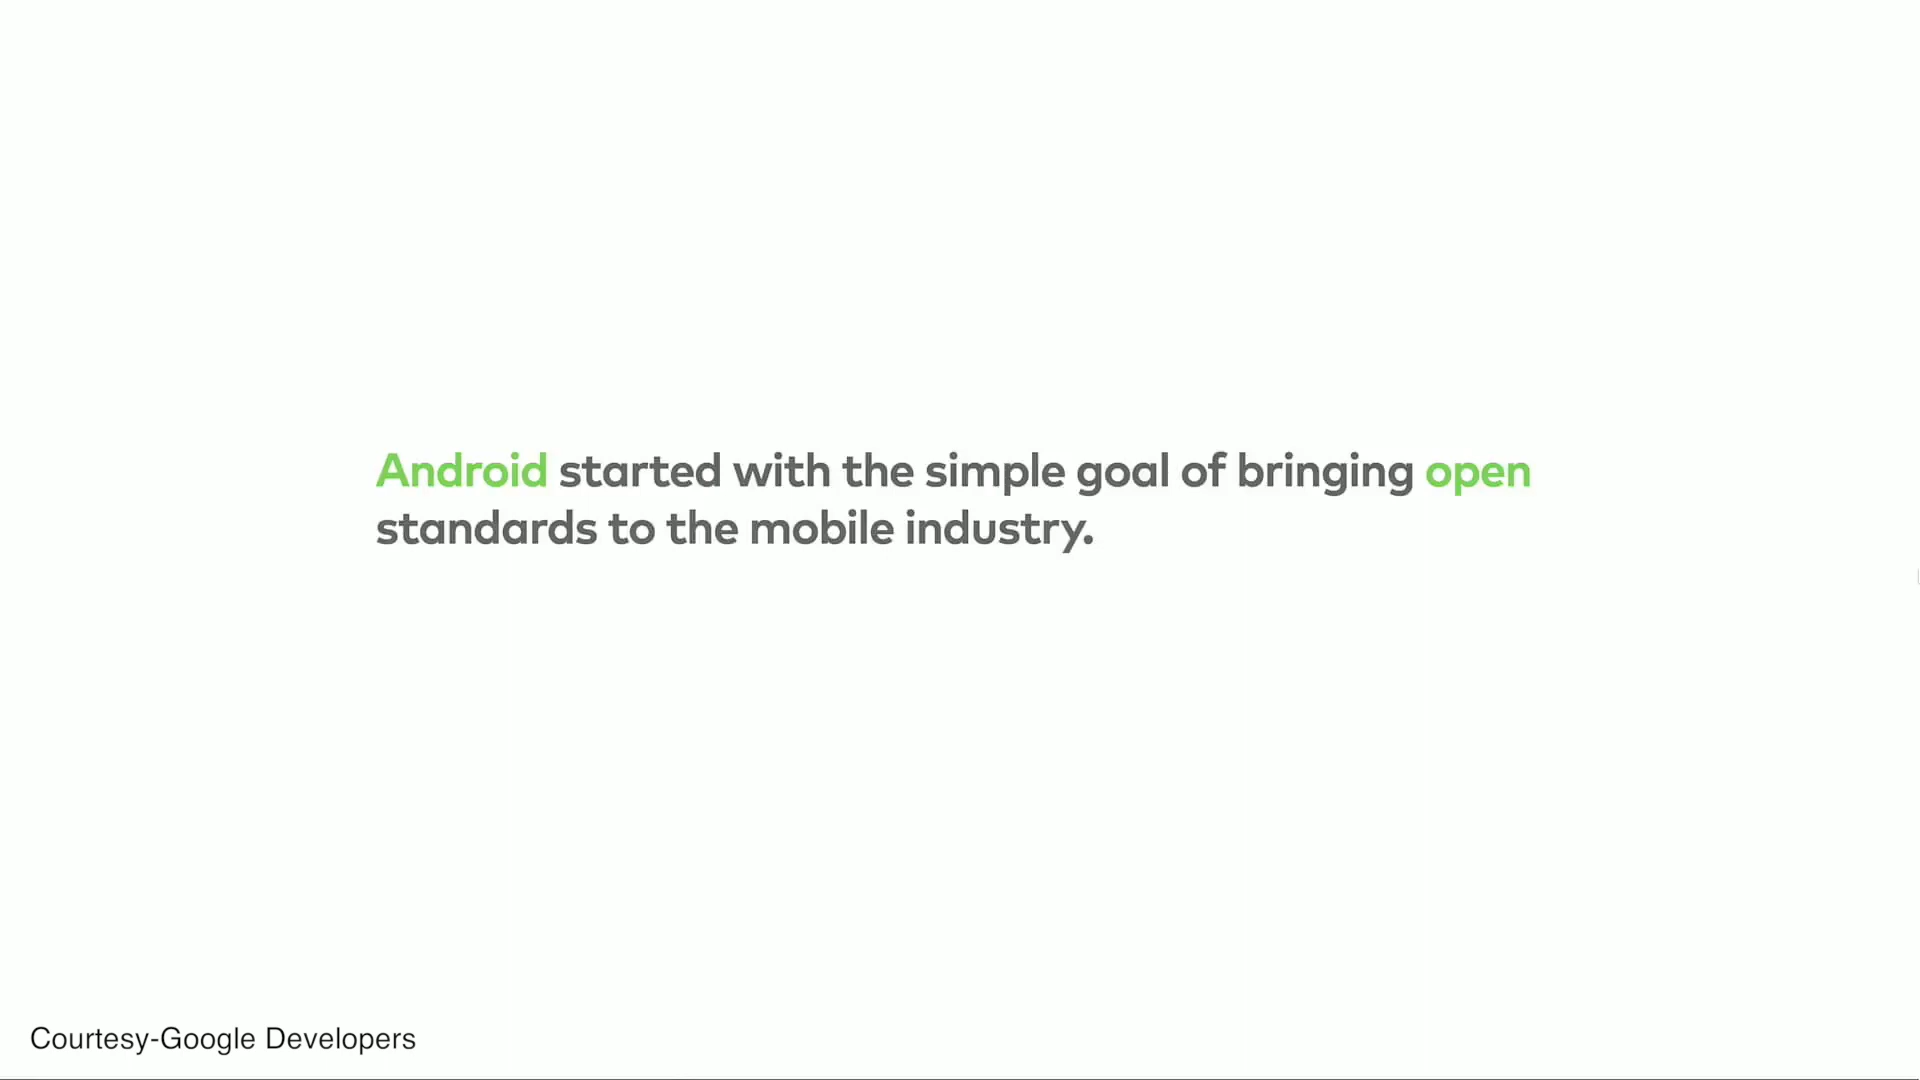 Android started with the simple goal of bringing open
standards to the mobile industry.
Courtesy-Google Developers